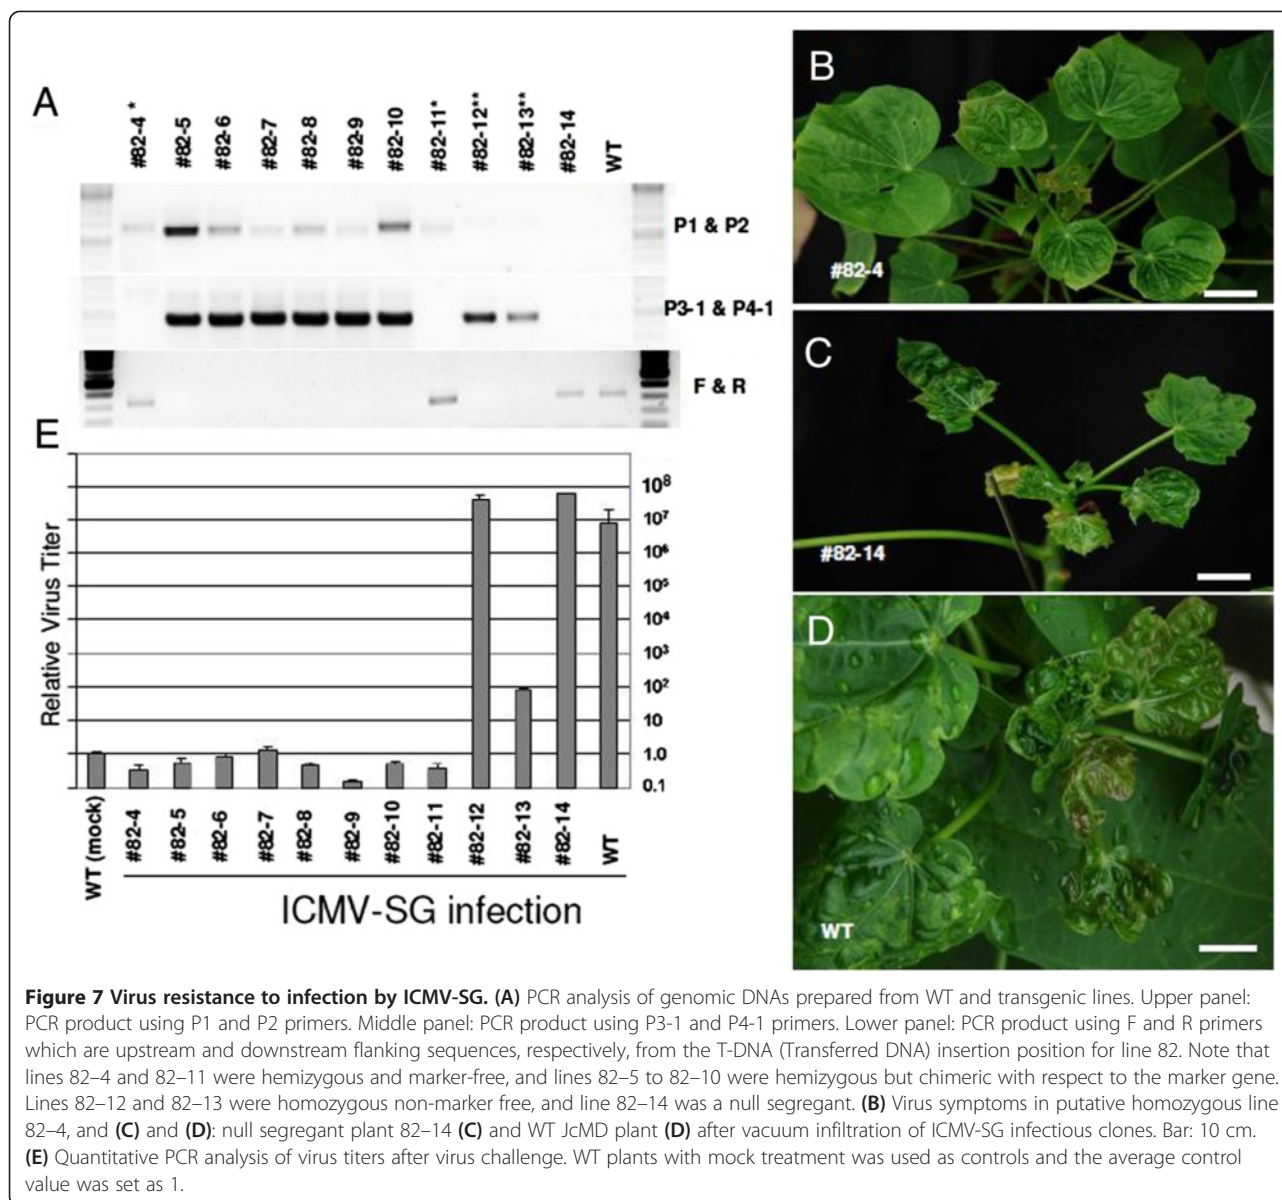 A
#82-4 *
#82-5
#82-6
#82-7
#82-8
#82-9
#82-10
#82-11*
#82-12**
#82-13**
#82-14
WT
P1 & P2
P3-1 & P4-1
F & R
E
Relative Virus Titer
10⁸
10⁷
10⁶
10⁵
10⁴
10³
10²
10
1.0
0.1
WT (mock)
#82-4
#82-5
#82-6
#82-7
#82-8
#82-9
#82-10
#82-11
#82-12
#82-13
#82-14
WT
ICMV-SG infection
B
#82-4
C
#82-14
D
WT
Figure 7 Virus resistance to infection by ICMV-SG. (A) PCR analysis of genomic DNAs prepared from WT and transgenic lines. Upper panel:
PCR product using P1 and P2 primers. Middle panel: PCR product using P3-1 and P4-1 primers. Lower panel: PCR product using F and R primers
which are upstream and downstream flanking sequences, respectively, from the T-DNA (Transferred DNA) insertion position for line 82. Note that
lines 82–4 and 82–11 were hemizygous and marker-free, and lines 82–5 to 82–10 were hemizygous but chimeric with respect to the marker gene.
Lines 82–12 and 82–13 were homozygous non-marker free, and line 82–14 was a null segregant. (B) Virus symptoms in putative homozygous line
82–4, and (C) and (D): null segregant plant 82–14 (C) and WT JcMD plant (D) after vacuum infiltration of ICMV-SG infectious clones. Bar: 10 cm.
(E) Quantitative PCR analysis of virus titers after virus challenge. WT plants with mock treatment was used as controls and the average control
value was set as 1.